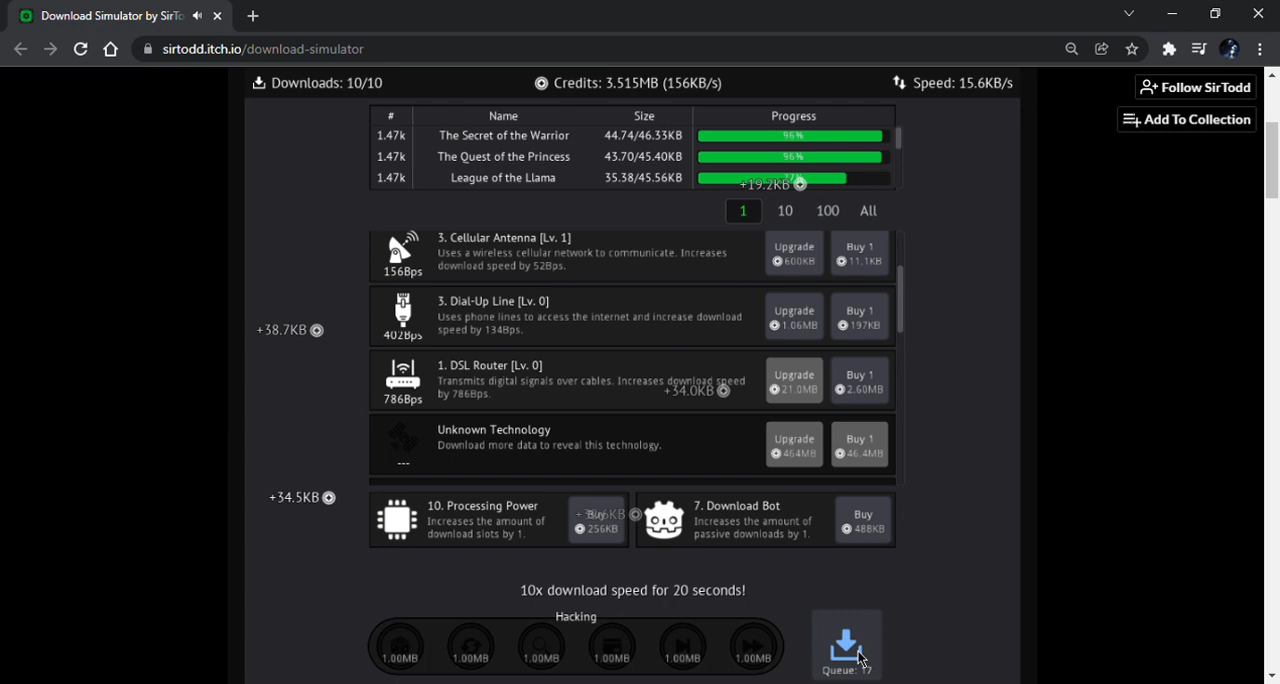 Download Simulator by SirTo
sirtodd.itch.io/download-simulator
Downloads: 10/10
Credits: 3.515MB (156KB/s)
Speed: 15.6KB/s
Follow SirTodd
Add To Collection
# Name Size Progress
1.47k The Secret of the Warrior 44.74/46.33KB 96%
1.47k The Quest of the Princess 43.70/45.40KB 96%
1.47k League of the Llama 35.38/45.56KB 77%
+19.2KB
1 10 100 All
3. Cellular Antenna [Lv. 1]
Uses a wireless cellular network to communicate. Increases
download speed by 52Bps.
156Bps
Upgrade
600KB
Buy 1
11.1KB
+38.7KB
3. Dial-Up Line [Lv. 0]
Uses phone lines to access the internet and increase download
speed by 134Bps.
402Bps
Upgrade
1.06MB
Buy 1
197KB
1. DSL Router [Lv. 0]
Transmits digital signals over cables. Increases download speed
by 786Bps.
786Bps
+34.0KB
Upgrade
21.0MB
Buy 1
2.60MB
Unknown Technology
Download more data to reveal this technology.
---
Upgrade
464MB
Buy 1
46.4MB
+34.5KB
10. Processing Power
Increases the amount of
download slots by 1.
Buy
256KB
7. Download Bot
Increases the amount of
passive downloads by 1.
Buy
488KB
10x download speed for 20 seconds!
Hacking
1.00MB 1.00MB 1.00MB 1.00MB 1.00MB 1.00MB
Queue: 17